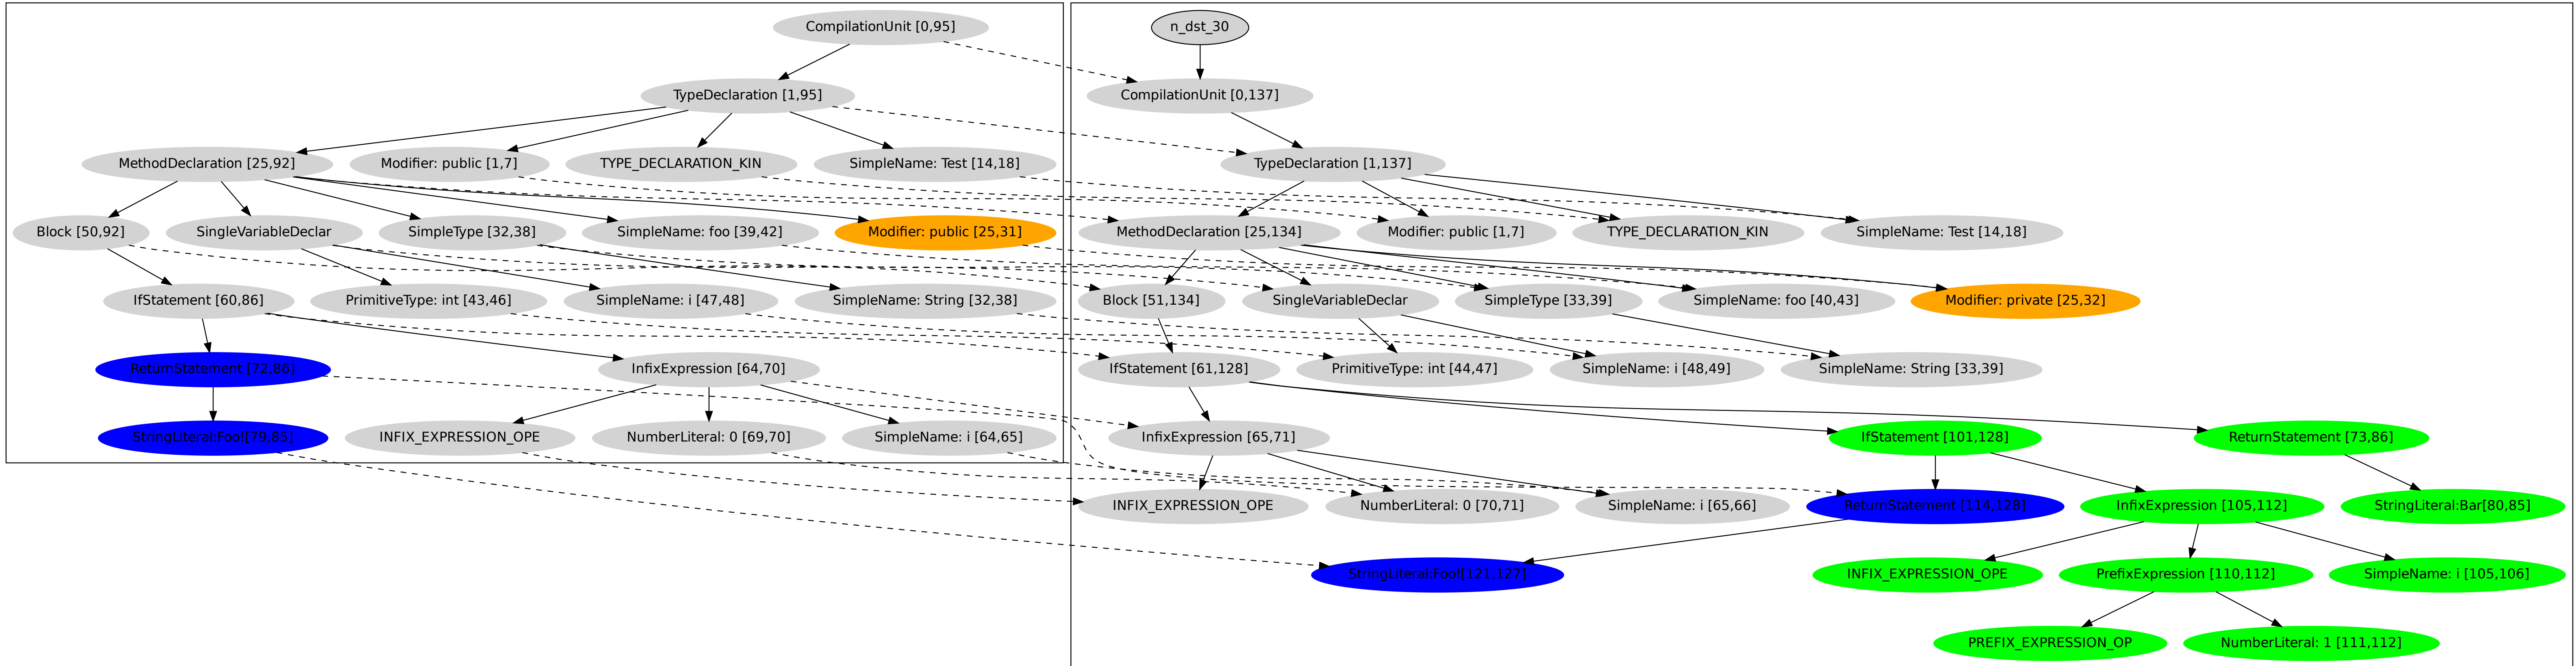 CompilationUnit [0,95]
n_dst_30
TypeDeclaration [1,95]
CompilationUnit [0,137]
MethodDeclaration [25,92]
Modifier: public [1,7]
TYPE_DECLARATION_KIN
SimpleName: Test [14,18]
TypeDeclaration [1,137]
Block [50,92]
SingleVariableDeclar
SimpleType [32,38]
SimpleName: foo [39,42]
Modifier: public [25,31]
MethodDeclaration [25,134]
Modifier: public [1,7]
TYPE_DECLARATION_KIN
SimpleName: Test [14,18]
IfStatement [60,86]
PrimitiveType: int [43,46]
SimpleName: i [47,48]
SimpleName: String [32,38]
Block [51,134]
SingleVariableDeclar
SimpleType [33,39]
SimpleName: foo [40,43]
Modifier: private [25,32]
ReturnStatement [72,86]
InfixExpression [64,70]
IfStatement [61,128]
PrimitiveType: int [44,47]
SimpleName: i [48,49]
SimpleName: String [33,39]
StringLiteral:Foo![79,85]
INFIX_EXPRESSION_OPE
NumberLiteral: 0 [69,70]
SimpleName: i [64,65]
InfixExpression [65,71]
IfStatement [101,128]
ReturnStatement [73,86]
INFIX_EXPRESSION_OPE
NumberLiteral: 0 [70,71]
SimpleName: i [65,66]
ReturnStatement [114,128]
InfixExpression [105,112]
StringLiteral:Bar[80,85]
StringLiteral:Foo![121,127]
INFIX_EXPRESSION_OPE
PrefixExpression [110,112]
SimpleName: i [105,106]
PREFIX_EXPRESSION_OP
NumberLiteral: 1 [111,112]